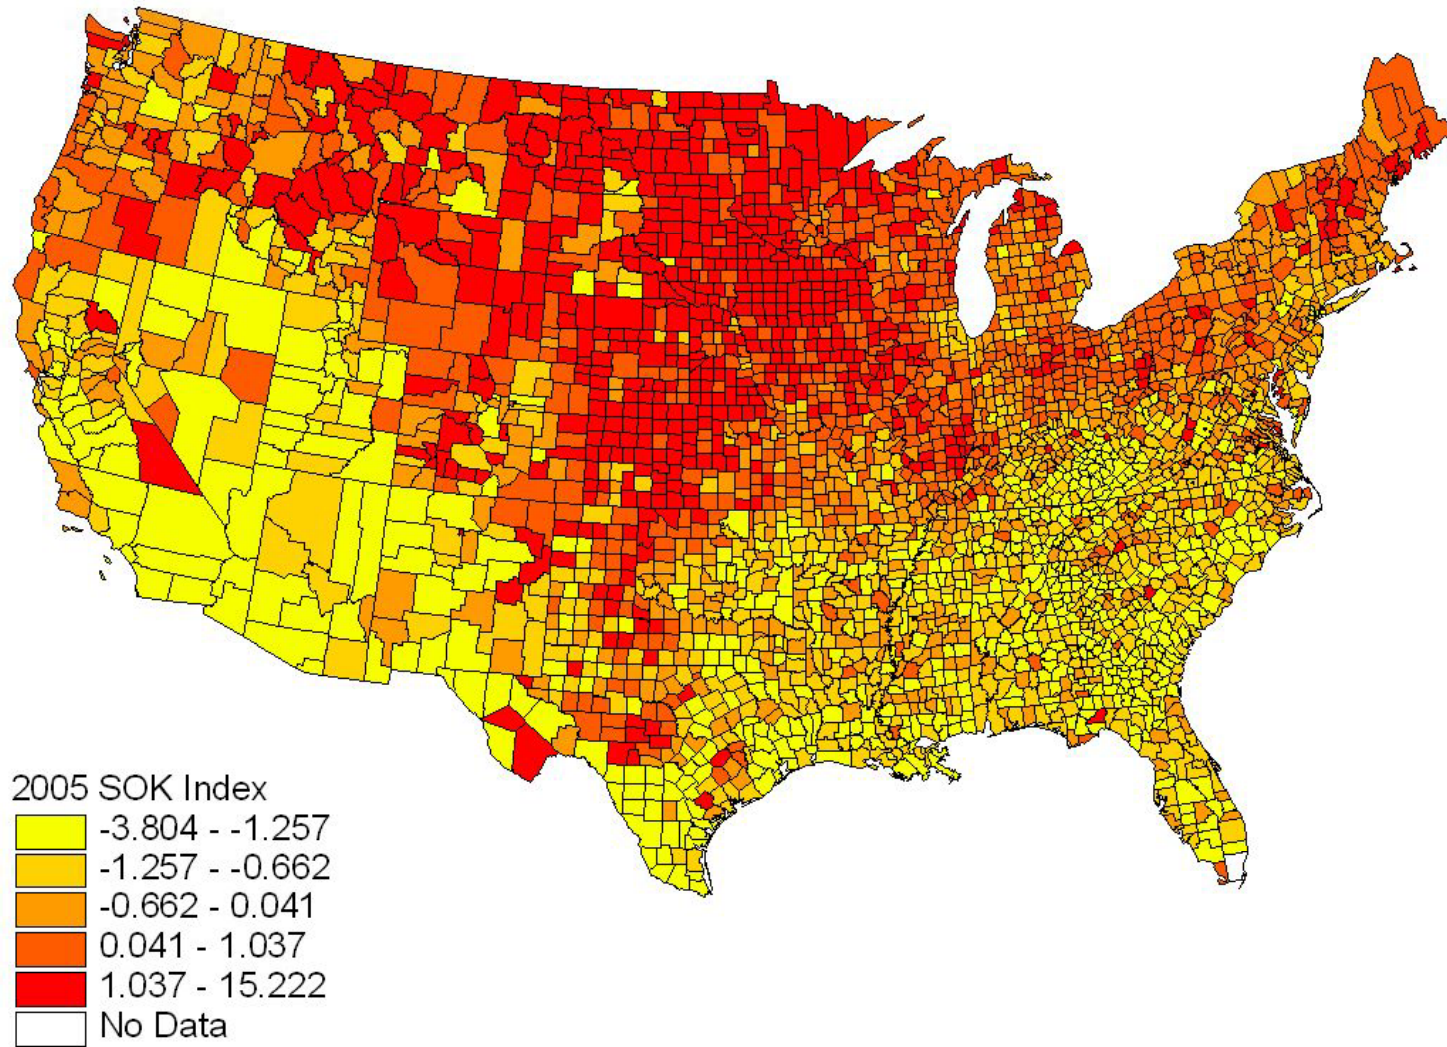 2005 SOK Index
-3.804 - -1.257
-1.257 - -0.662
-0.662 - 0.041
0.041 - 1.037
1.037 - 15.222
No Data